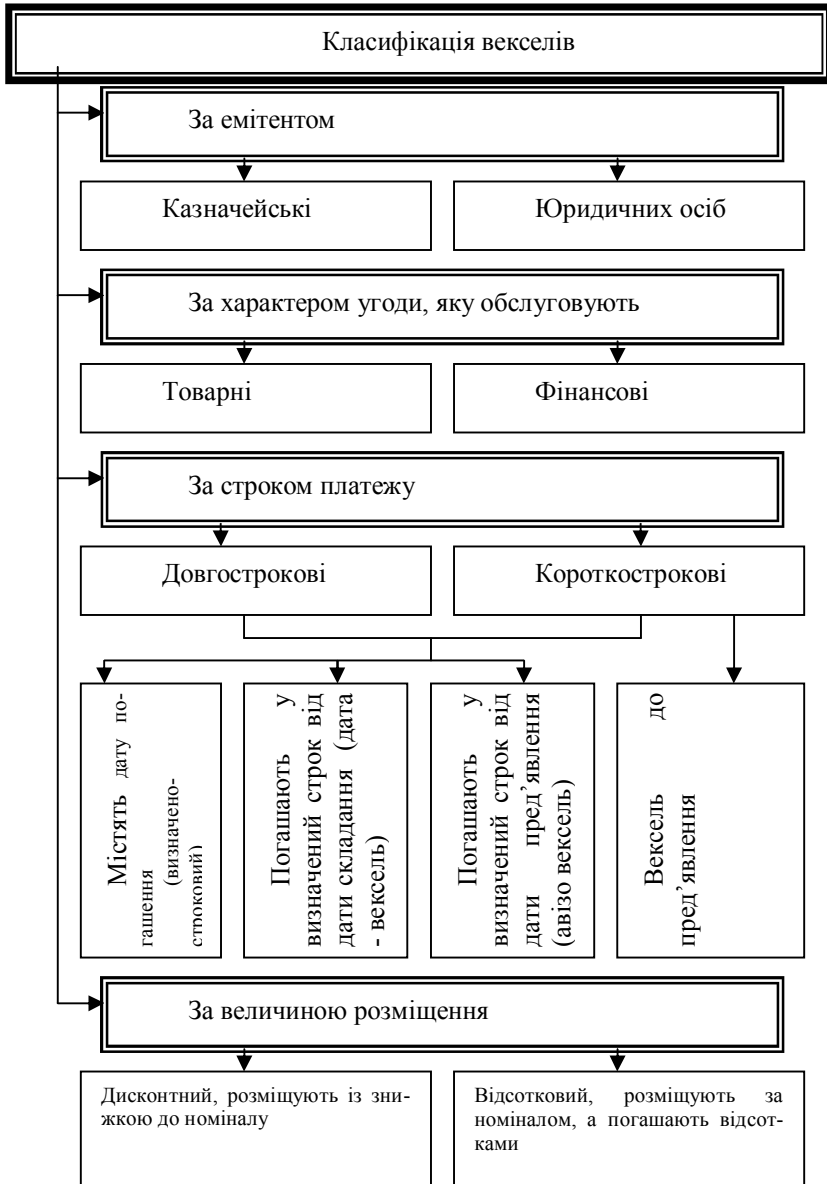 Класифікація векселів
За емітентом
Казначейські
Юридичних осіб
За характером угоди, яку обслуговують
Товарні
Фінансові
За строком платежу
Довгострокові
Короткострокові
Містять дату по-
гашення
(визначено-
строковий)
Погашають у
визначений строк від
дати складання (дата
- вексель)
Погашають у
визначений строк від
дати пред’явлення
(авізо вексель)
Вексель до
пред’явлення
За величиною розміщення
Дисконтний, розміщують із зни-
жкою до номіналу
Відсотковий, розміщують за
номіналом, а погашають відсот-
ками